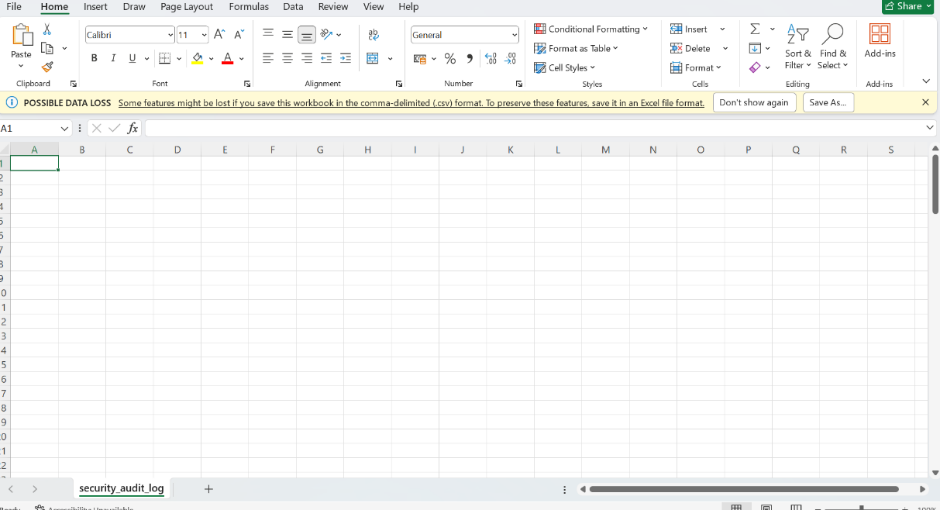 File Home Insert Draw Page Layout Formulas Data Review View Help Share
Calibri 11 A A ab General Conditional Formatting Insert Σ
Paste Format as Table Delete
B I U A % Cell Styles Format Sort & Filter Find & Select Add-ins
Clipboard Font Alignment Number Styles Cells Editing Add-ins
POSSIBLE DATA LOSS Some features might be lost if you save this workbook in the comma-delimited (.csv) format. To preserve these features, save it in an Excel file format. Don't show again Save As...
A1 fx
A B C D E F G H I J K L M N O P Q R S
security_audit_log